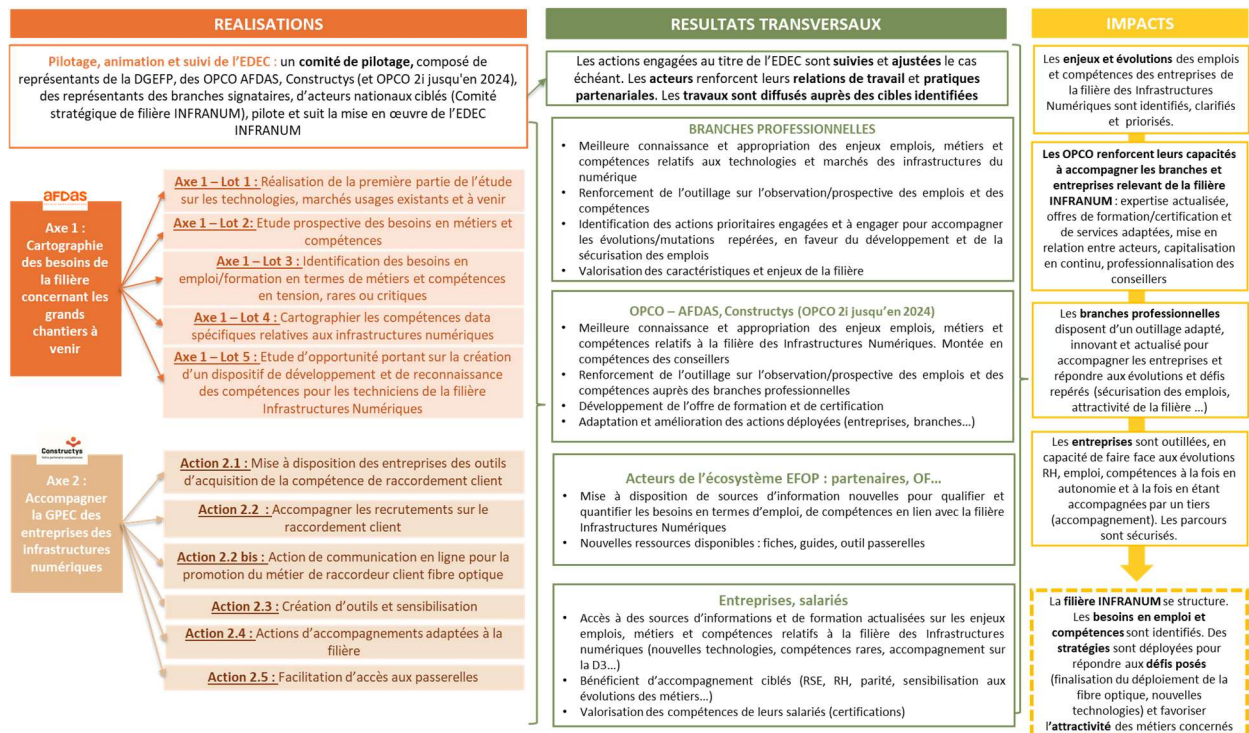 REALISATIONS
Pilotage, animation et suivi de l'EDEC : un comité de pilotage, composé de
représentants de la DGEFP, des OPCO AFDAS, Constructys (et OPCO 2i jusqu'en 2024),
des représentants des branches signataires, d'acteurs nationaux ciblés (Comité
stratégique de filière INFRANUM), pilote et suit la mise en œuvre de l'EDEC
INFRANUM
afdas
Axe 1 :
Cartographie
des besoins de
la filière
concernant les
grands
chantiers à
venir
Axe 1 – Lot 1 : Réalisation de la première partie de l'étude
sur les technologies, marchés usages existants et à venir
Axe 1 – Lot 2: Etude prospective des besoins en métiers et
compétences
Axe 1 – Lot 3 : Identification des besoins en
emploi/formation en termes de métiers et compétences
en tension, rares ou critiques
Axe 1 – Lot 4 : Cartographier les compétences data
spécifiques relatives aux infrastructures numériques
Axe 1 – Lot 5 : Etude d'opportunité portant sur la création
d'un dispositif de développement et de reconnaissance
des compétences pour les techniciens de la filière
Infrastructures Numériques
Constructys
Axe 2 :
Accompagner
la GPEC des
entreprises des
infrastructures
numériques
Action 2.1 : Mise à disposition des entreprises des outils
d'acquisition de la compétence de raccordement client
Action 2.2 : Accompagner les recrutements sur le
raccordement client
Action 2.2 bis : Action de communication en ligne pour la
promotion du métier de raccordeur client fibre optique
Action 2.3 : Création d'outils et sensibilisation
Action 2.4 : Actions d'accompagnements adaptées à la
filière
Action 2.5 : Facilitation d'accès aux passerelles
RESULTATS TRANSVERSAUX
Les actions engagées au titre de l'EDEC sont suivies et ajustées le cas
échéant. Les acteurs renforcent leurs relations de travail et pratiques
partenariales. Les travaux sont diffusés auprès des cibles identifiées
BRANCHES PROFESSIONNELLES
• Meilleure connaissance et appropriation des enjeux emplois, métiers et
compétences relatifs aux technologies et marchés des infrastructures du
numérique
• Renforcement de l'outillage sur l'observation/prospective des emplois et des
compétences
• Identification des actions prioritaires engagées et à engager pour accompagner
les évolutions/mutations repérées, en faveur du développement et de la
sécurisation des emplois
• Valorisation des caractéristiques et enjeux de la filière
OPCO – AFDAS, Constructys (OPCO 2i jusqu'en 2024)
• Meilleure connaissance et appropriation des enjeux emplois, métiers et
compétences relatifs à la filière des Infrastructures Numériques. Montée en
compétences des conseillers
• Renforcement de l'outillage sur l'observation/prospective des emplois et des
compétences auprès des branches professionnelles
• Développement de l'offre de formation et de certification
• Adaptation et amélioration des actions déployées (entreprises, branches…)
Acteurs de l'écosystème EFOP : partenaires, OF…
• Mise à disposition de sources d'information nouvelles pour qualifier et
quantifier les besoins en termes d'emploi, de compétences en lien avec la filière
Infrastructures Numériques
• Nouvelles ressources disponibles : fiches, guides, outil passerelles
Entreprises, salariés
• Accès à des sources d'informations et de formation actualisées sur les enjeux
emplois, métiers et compétences relatifs à la filière des Infrastructures
numériques (nouvelles technologies, compétences rares, accompagnement sur
la D3…)
• Bénéficient d'accompagnement ciblés (RSE, RH, parité, sensibilisation aux
évolutions des métiers…)
• Valorisation des compétences de leurs salariés (certifications)
IMPACTS
Les enjeux et évolutions des emplois
et compétences des entreprises de
la filière des Infrastructures
Numériques sont identifiés, clarifiés
et priorisés.
Les OPCO renforcent leurs capacités
à accompagner les branches et
entreprises relevant de la filière
INFRANUM : expertise actualisée,
offres de formation/certification et
de services adaptées, mise en
relation entre acteurs, capitalisation
en continu, professionnalisation des
conseillers
Les branches professionnelles
disposent d'un outillage adapté,
innovant et actualisé pour
accompagner les entreprises et
répondre aux évolutions et défis
repérés (sécurisation des emplois,
attractivité de la filière …)
Les entreprises sont outillées, en
capacité de faire face aux évolutions
RH, emploi, compétences à la fois en
autonomie et à la fois en étant
accompagnées par un tiers
(accompagnement). Les parcours
sont sécurisés.
La filière INFRANUM se structure.
Les besoins en emploi et
compétences sont identifiés. Des
stratégies sont déployées pour
répondre aux défis posés
(finalisation du déploiement de la
fibre optique, nouvelles
technologies) et favoriser
l'attractivité des métiers concernés